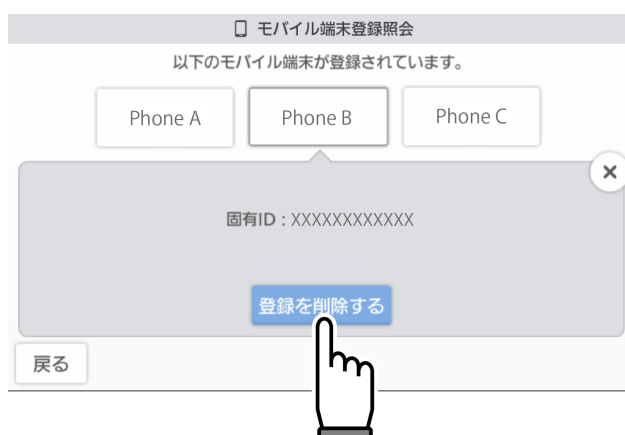 モバイル端末登録照会
以下のモバイル端末が登録されています。
Phone A Phone B Phone C
固有ID：XXXXXXXXXXXX
登録を削除する
戻る